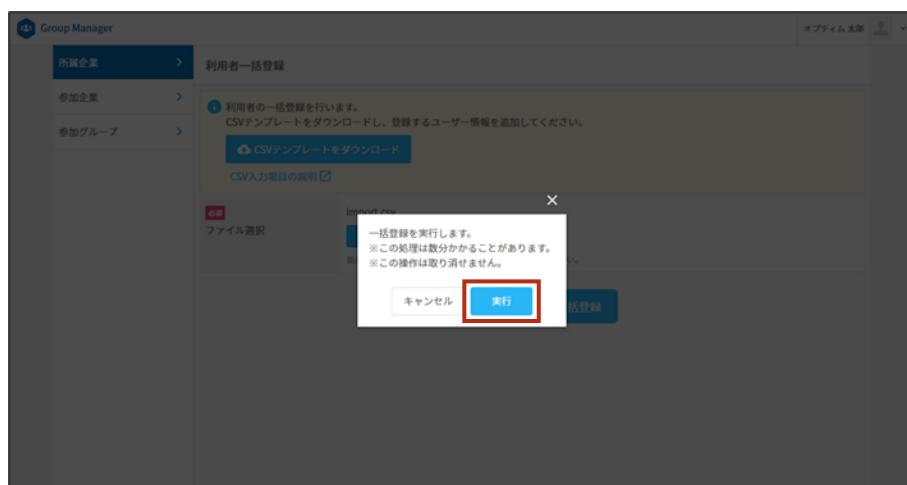 Group Manager
オプティム 太郎
所属企業
参加企業
参加グループ
利用者一括登録
利用者の一括登録を行います。
CSVテンプレートをダウンロードし、登録するユーザー情報を追加してください。
CSVテンプレートをダウンロード
CSV入力項目の説明
必須
ファイル選択
import.csv
一括登録を実行します。
※この処理は数分かかることがあります。
※この操作は取り消せません。
キャンセル
実行
括登録